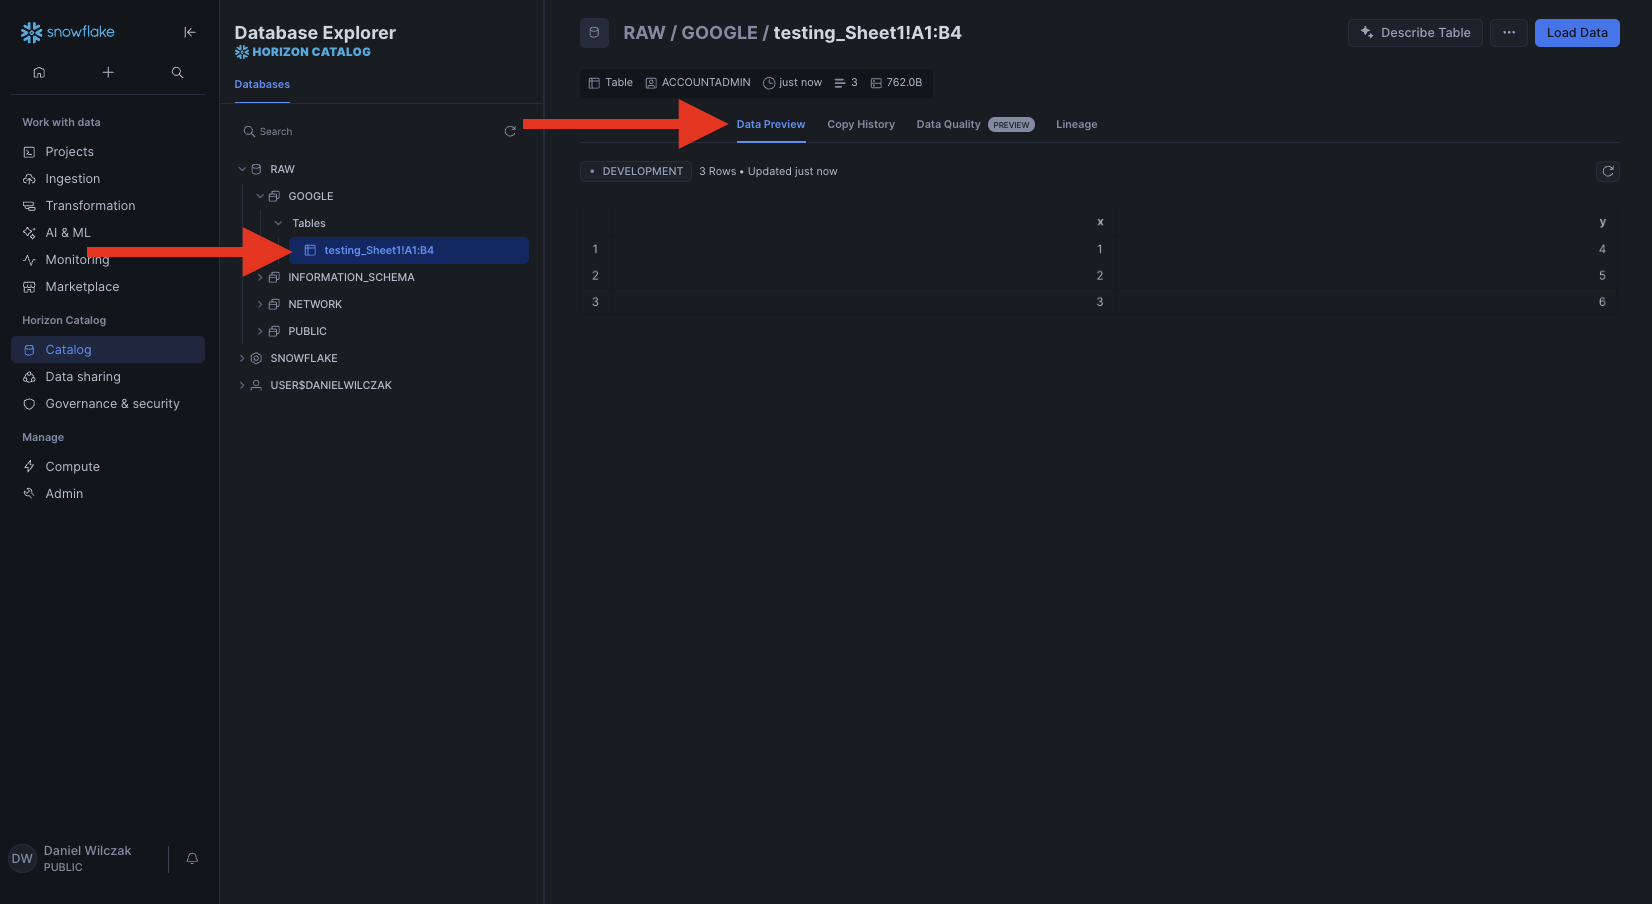 snowflake
Work with data
Projects
Ingestion
Transformation
AI & ML
Monitoring
Marketplace
Horizon Catalog
Catalog
Data sharing
Governance & security
Manage
Compute
Admin
DW
Daniel Wilczak
PUBLIC
Database Explorer
HORIZON CATALOG
Databases
Search
RAW
GOOGLE
Tables
testing_Sheet1!A1:B4
INFORMATION_SCHEMA
NETWORK
PUBLIC
SNOWFLAKE
USER$DANIELWILCZAK
RAW / GOOGLE / testing_Sheet1!A1:B4
Describe Table
...
Load Data
Table ACCOUNTADMIN just now 3 762.0B
Data Preview Copy History Data Quality PREVIEW Lineage
• DEVELOPMENT 3 Rows • Updated just now
x y
1 1 4
2 2 5
3 3 6